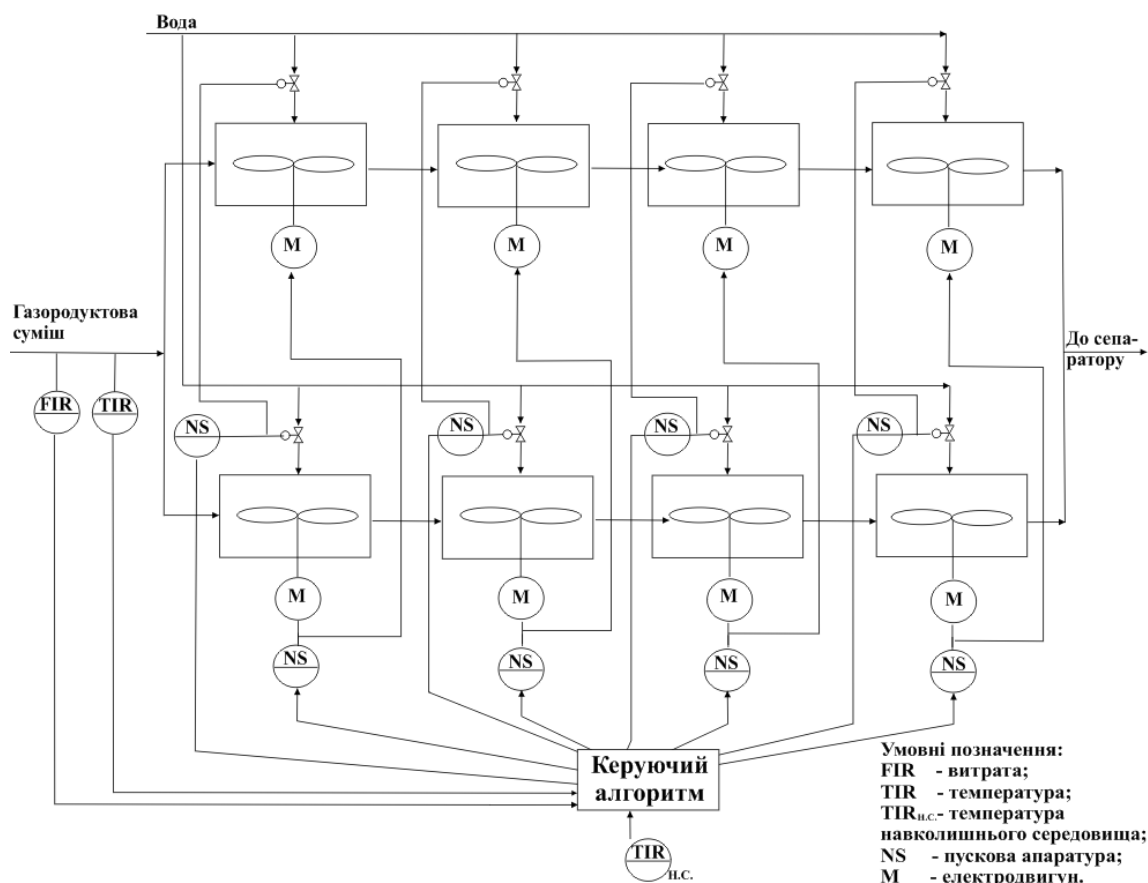 Вода
М
М
М
М
Газородуктова
суміш
До сепа-
ратору
FIR
TIR
NS
NS
NS
NS
М
М
М
М
NS
NS
NS
NS
Керуючий
алгоритм
TIR
Н.С.
Умовні позначення:
FIR - витрата;
TIR - температура;
TIRН.С.- температура
навколишнього середовища;
NS - пускова апаратура;
М - електродвигун.